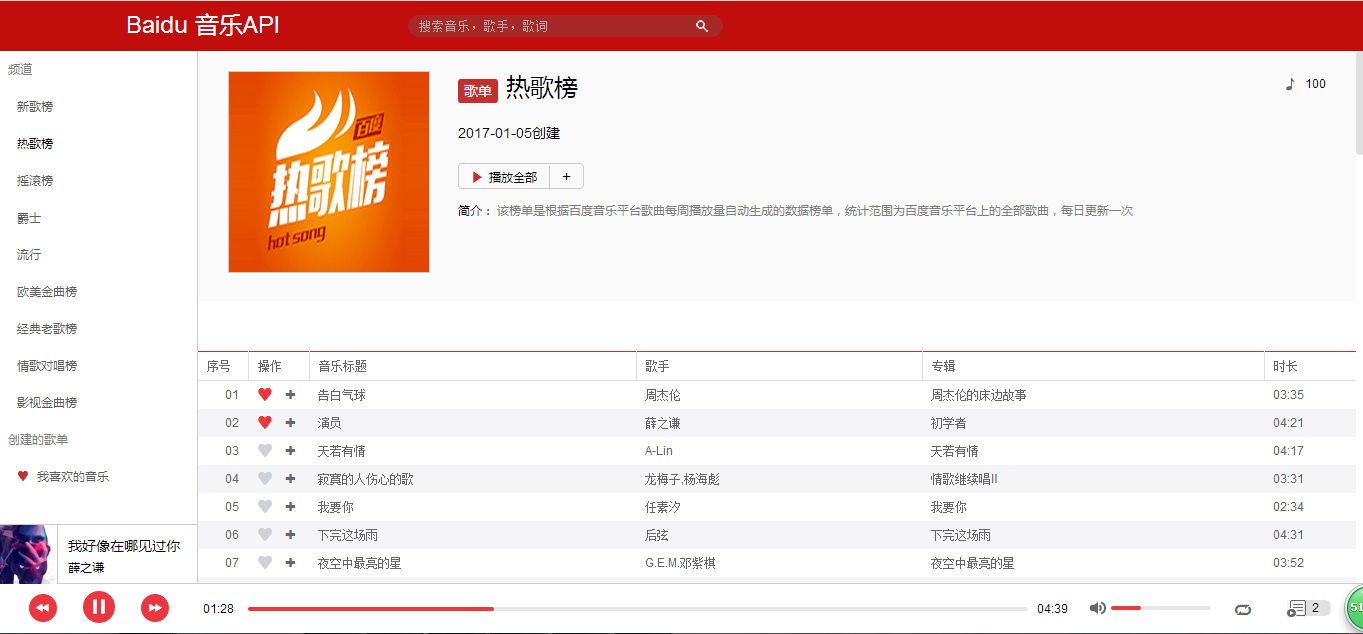 Baidu 音乐API
搜索音乐，歌手，歌词
频道
新歌榜
热歌榜
摇滚榜
爵士
流行
欧美金曲榜
经典老歌榜
情歌对唱榜
影视金曲榜
创建的歌单
我喜欢的音乐
百度
热歌榜
hot song
歌单 热歌榜
100
2017-01-05创建
播放全部 +
简介： 该榜单是根据百度音乐平台歌曲每周播放量自动生成的数据榜单，统计范围为百度音乐平台上的全部歌曲，每日更新一次
序号 操作 音乐标题 歌手 专辑 时长
01 告白气球 周杰伦 周杰伦的床边故事 03:35
02 演员 薛之谦 初学者 04:21
03 天若有情 A-Lin 天若有情 04:17
04 寂寞的人伤心的歌 龙梅子,杨海彪 情歌继续唱II 03:31
05 我要你 任素汐 我要你 02:34
06 下完这场雨 后弦 下完这场雨 04:31
07 夜空中最亮的星 G.E.M.邓紫棋 夜空中最亮的星 03:52
我好像在哪见过你
薛之谦
01:28 04:39 2
51